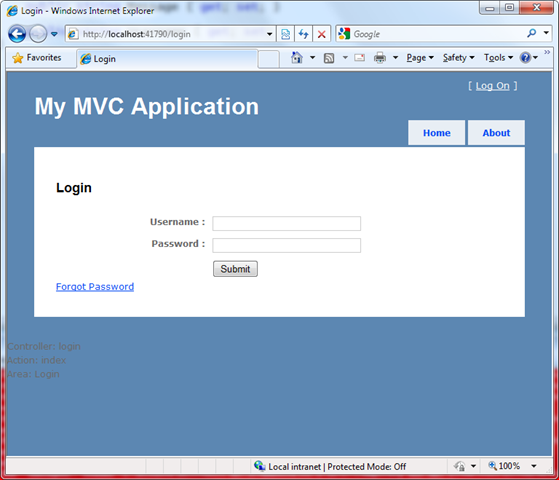 Login - Windows Internet Explorer
http://localhost:41790/login
Google
Favorites
Login
Page
Safety
Tools
[ Log On ]
My MVC Application
Home
About
Login
Username :
Password :
Submit
Forgot Password
Controller: login
Action: index
Area: Login
Local intranet | Protected Mode: Off
100%